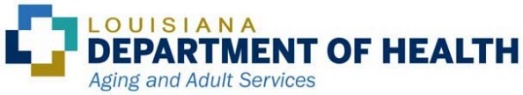 LOUISIANA
DEPARTMENT OF HEALTH
Aging and Adult Services